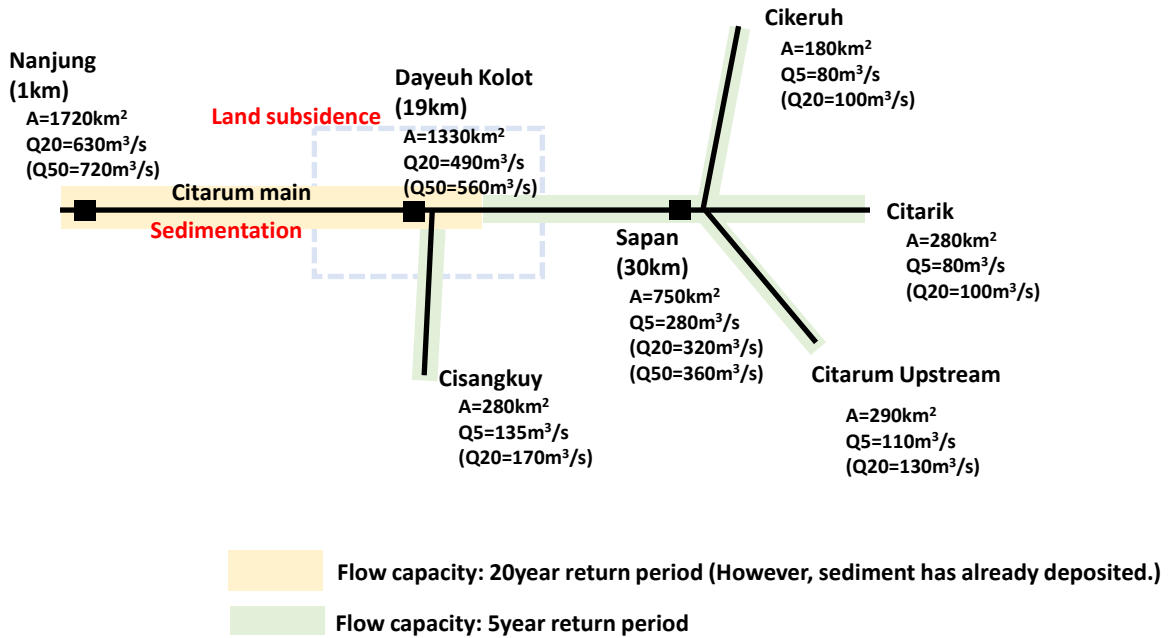 Nanjung
(1km)
A=1720km²
Q20=630m³/s
(Q50=720m³/s)
Land subsidence
Dayeuh Kolot
(19km)
A=1330km²
Q20=490m³/s
(Q50=560m³/s)
Cikeruh
A=180km²
Q5=80m³/s
(Q20=100m³/s)
Citarum main
Sedimentation
Sapan
(30km)
A=750km²
Q5=280m³/s
(Q20=320m³/s)
(Q50=360m³/s)
Citarik
A=280km²
Q5=80m³/s
(Q20=100m³/s)
Cisangkuy
A=280km²
Q5=135m³/s
(Q20=170m³/s)
Citarum Upstream
A=290km²
Q5=110m³/s
(Q20=130m³/s)
Flow capacity: 20year return period (However, sediment has already deposited.)
Flow capacity: 5year return period